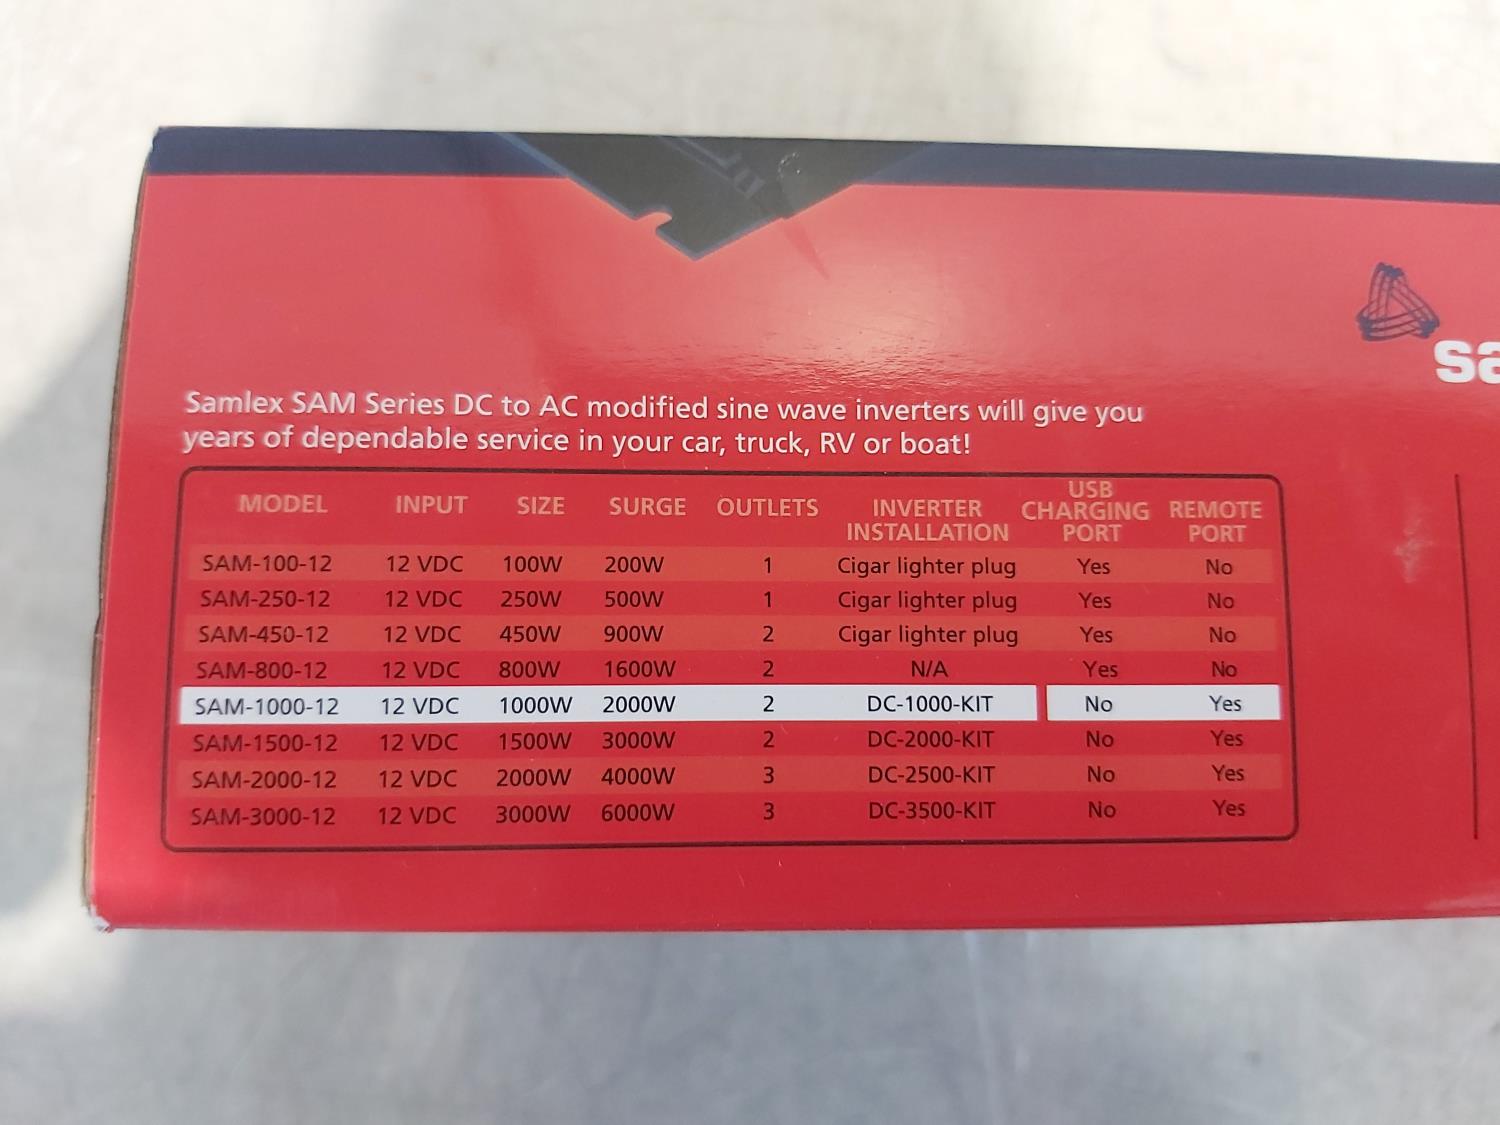 sa
Samlex SAM Series DC to AC modified sine wave inverters will give you
years of dependable service in your car, truck, RV or boat!
MODEL INPUT SIZE SURGE OUTLETS INVERTER INSTALLATION USB CHARGING PORT REMOTE PORT
SAM-100-12 12 VDC 100W 200W 1 Cigar lighter plug Yes No
SAM-250-12 12 VDC 250W 500W 1 Cigar lighter plug Yes No
SAM-450-12 12 VDC 450W 900W 2 Cigar lighter plug Yes No
SAM-800-12 12 VDC 800W 1600W 2 N/A Yes No
SAM-1000-12 12 VDC 1000W 2000W 2 DC-1000-KIT No Yes
SAM-1500-12 12 VDC 1500W 3000W 2 DC-2000-KIT No Yes
SAM-2000-12 12 VDC 2000W 4000W 3 DC-2500-KIT No Yes
SAM-3000-12 12 VDC 3000W 6000W 3 DC-3500-KIT No Yes